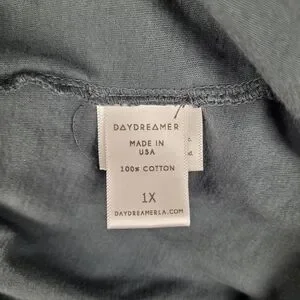 DAYDREAMER
MADE IN
USA
100% COTTON
1X
DAYDREAMERLA.COM